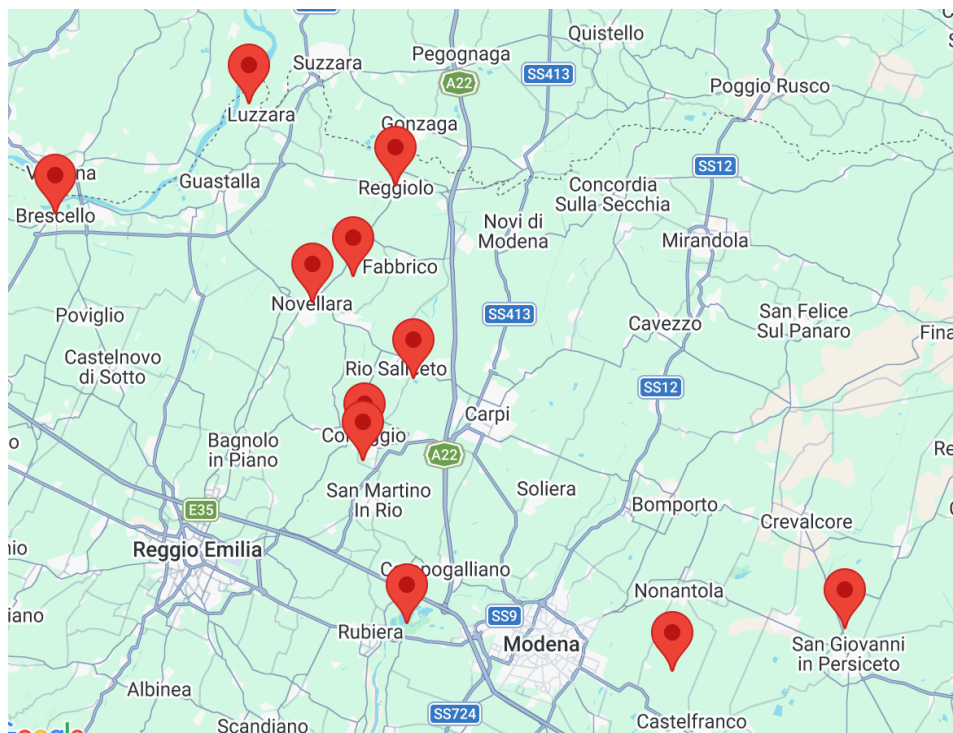 Quistello
Pegognaga
Suzzara
SS413
A22
Poggio Rusco
Luzzara
Gonzaga
SS12
Guastalla
Reggiolo
Concordia
Sulla Secchia
Brescello
Novi di
Modena
Mirandola
Fabbrico
Novellara
Poviglio
SS413
San Felice
Sul Panaro
Cavezzo
Castelnovo
di Sotto
SS12
Carpi
Bagnolo
in Piano
A22
San Martino
In Rio
Soliera
E35
Bomporto
Crevalcore
Reggio Emilia
Nonantola
SS9
Rubiera
Modena
San Giovanni
in Persiceto
Albinea
SS724
Scandiano
Castelfranco